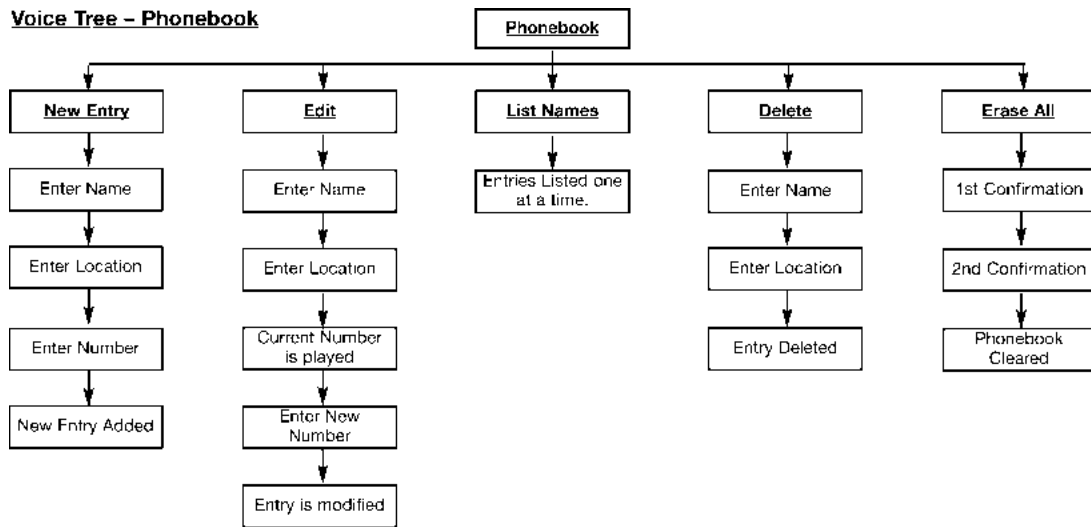 Voice Tree – Phonebook
Phonebook
New Entry
Edit
List Names
Delete
Erase All
Enter Name
Enter Name
Entries Listed one
at a time.
Enter Name
1st Confirmation
Enter Location
Enter Location
Enter Location
2nd Confirmation
Enter Number
Current Number
is played
Entry Deleted
Phonebook
Cleared
New Entry Added
Enter New
Number
Entry is modified